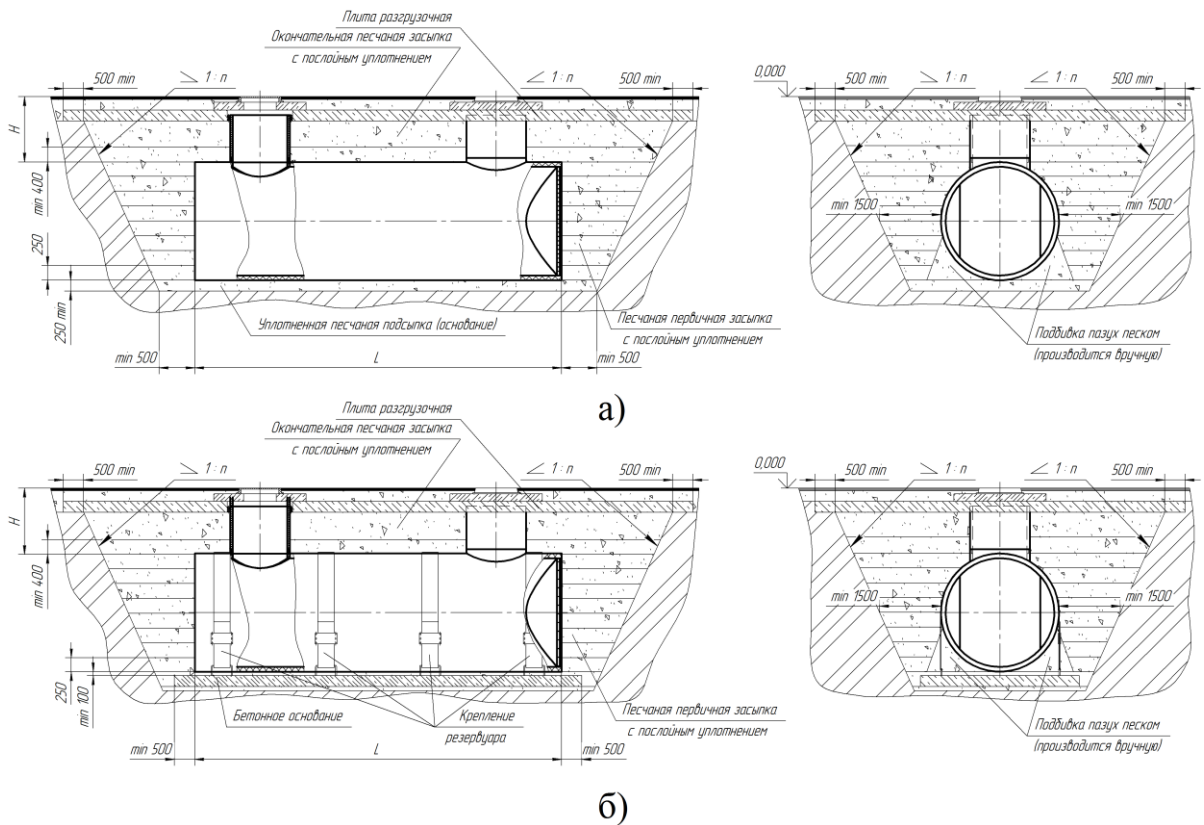 Плита разгрузочная
Окончательная песчаная засыпка
с послойным уплотнением
500 min
1 : n
1 : n
500 min
0,000
500 min
1 : n
1 : n
500 min
H
min 400
250
250 min
min 1500
min 1500
Уплотненная песчаная подсыпка (основание)
Песчаная первичная засыпка
с послойным уплотнением
Подбивка пазух песком
(производится вручную)
min 500
L
min 500
а)
Плита разгрузочная
Окончательная песчаная засыпка
с послойным уплотнением
500 min
1 : n
1 : n
500 min
0,000
500 min
1 : n
1 : n
500 min
H
min 400
250
min 100
min 1500
min 1500
Бетонное основание
Крепление
резервуара
Песчаная первичная засыпка
с послойным уплотнением
Подбивка пазух песком
(производится вручную)
min 500
L
min 500
б)